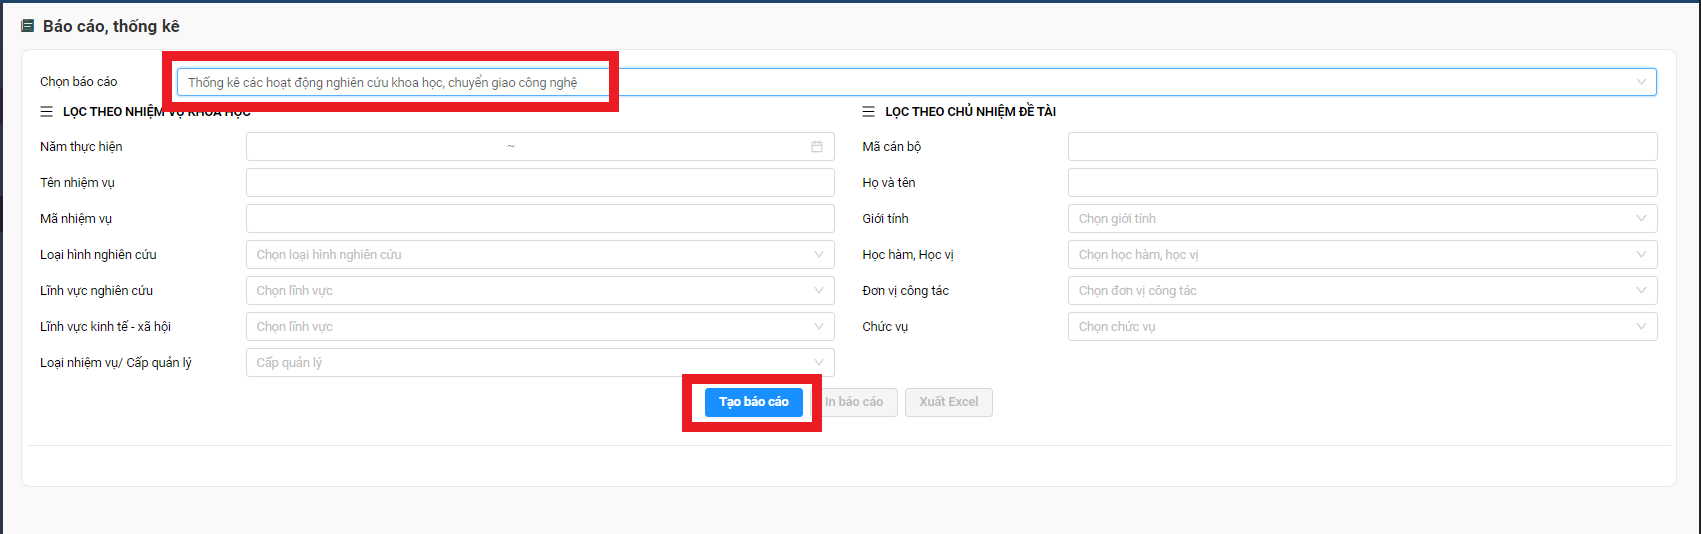 Báo cáo, thống kê
Chọn báo cáo
Thống kê các hoạt động nghiên cứu khoa học, chuyển giao công nghệ
LỌC THEO NHIỆM VỤ KHOA HỌC
Năm thực hiện
~
Tên nhiệm vụ
Mã nhiệm vụ
Loại hình nghiên cứu
Chọn loại hình nghiên cứu
Lĩnh vực nghiên cứu
Chọn lĩnh vực
Lĩnh vực kinh tế - xã hội
Chọn lĩnh vực
Loại nhiệm vụ/ Cấp quản lý
Cấp quản lý
LỌC THEO CHỦ NHIỆM ĐỀ TÀI
Mã cán bộ
Họ và tên
Giới tính
Chọn giới tính
Học hàm, Học vị
Chọn học hàm, học vị
Đơn vị công tác
Chọn đơn vị công tác
Chức vụ
Chọn chức vụ
Tạo báo cáo
In báo cáo
Xuất Excel